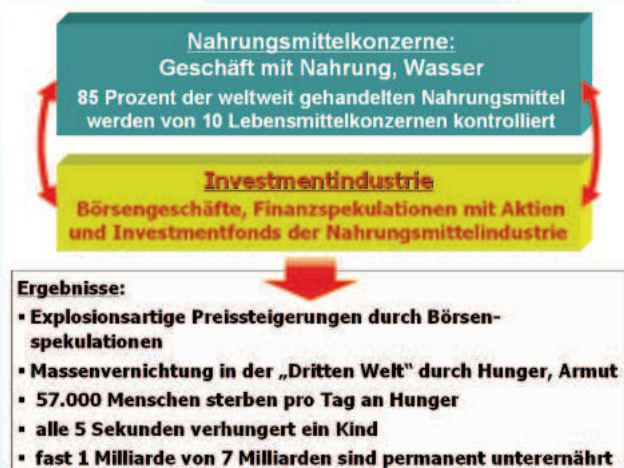 Nahrungsmittelkonzerne:
Geschäft mit Nahrung, Wasser
85 Prozent der weltweit gehandelten Nahrungsmittel
werden von 10 Lebensmittelkonzernen kontrolliert
Investmentindustrie
Börsengeschäfte, Finanzspekulationen mit Aktien
und Investmentfonds der Nahrungsmittelindustrie
Ergebnisse:
▪ Explosionsartige Preissteigerungen durch Börsen-
spekulationen
▪ Massenvernichtung in der „Dritten Welt“ durch Hunger, Armut
▪ 57.000 Menschen sterben pro Tag an Hunger
▪ alle 5 Sekunden verhungert ein Kind
▪ fast 1 Milliarde von 7 Milliarden sind permanent unterernährt